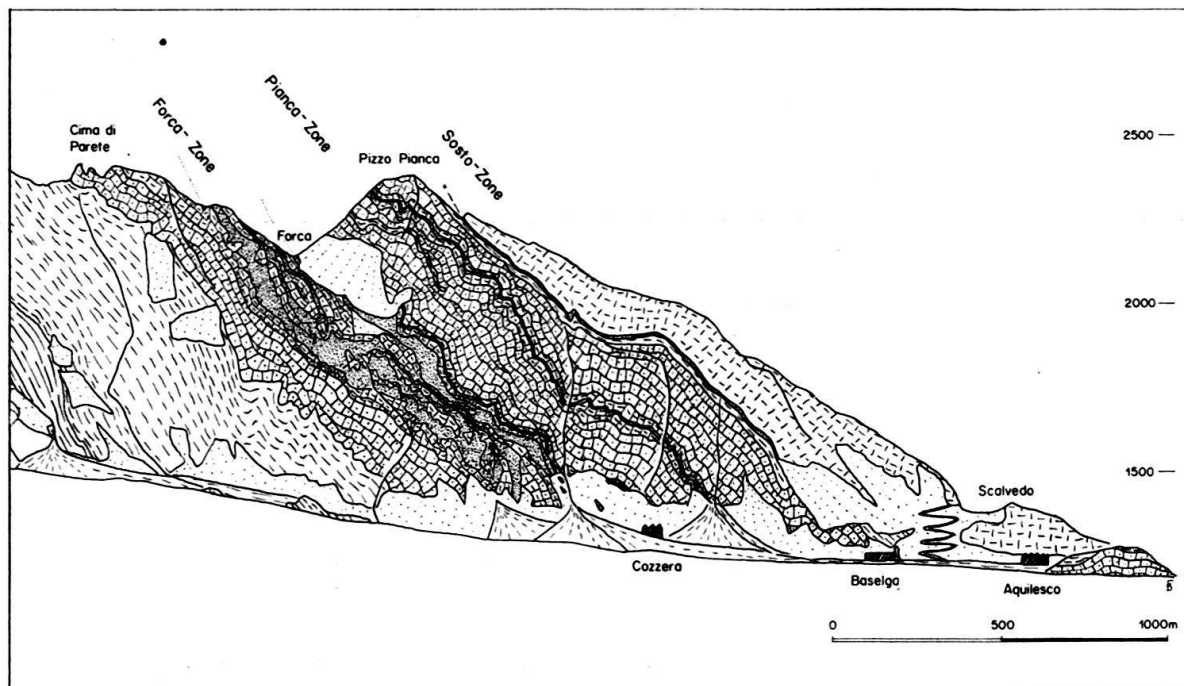 Cima di
Parete
Forca-Zone
Pianca-Zone
Pizzo Pianca
Sosto-Zone
Forca
2500
2000
1500
Scalvedo
Cozzera
Baselga
Aquilesco
0
500
1000m